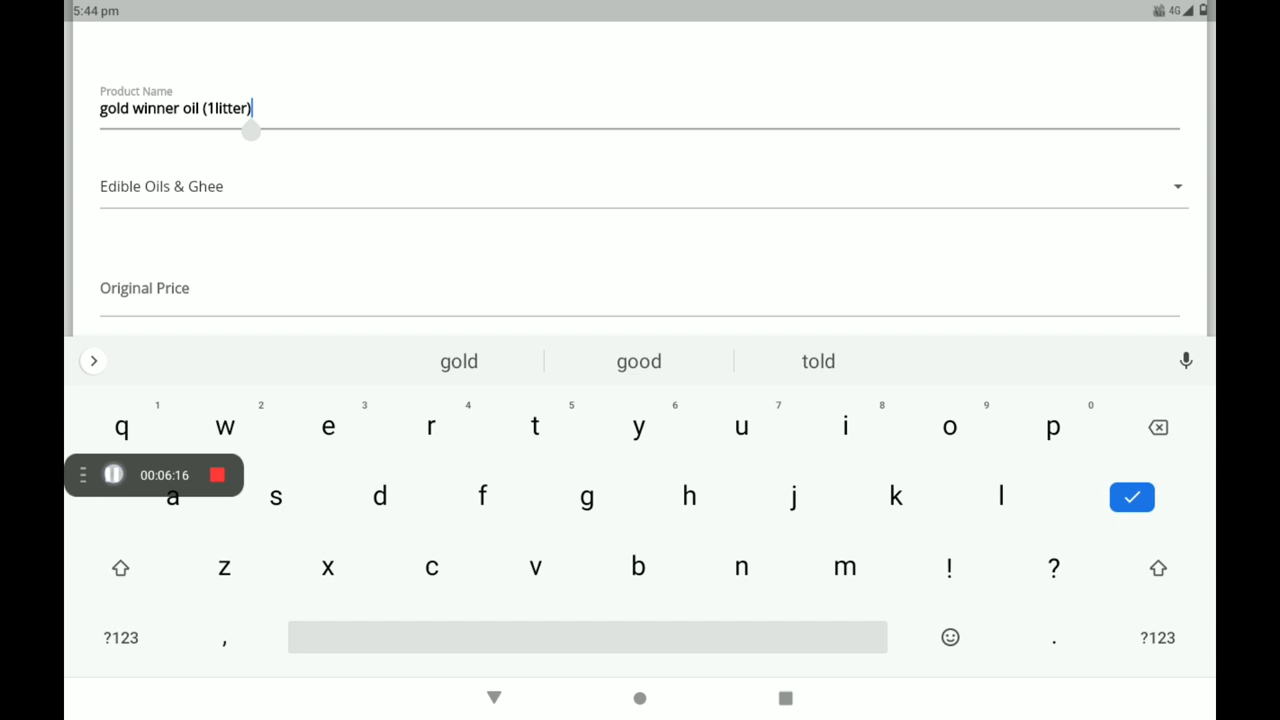 5:44 pm 4G
Product Name
gold winner oil (1litter)
Edible Oils & Ghee
Original Price
gold good told
1 2 3 4 5 6 7 8 9 0
q w e r t y u i o p
00:06:16
a s d f g h j k l
z x c v b n m ! ?
?123 , . ?123